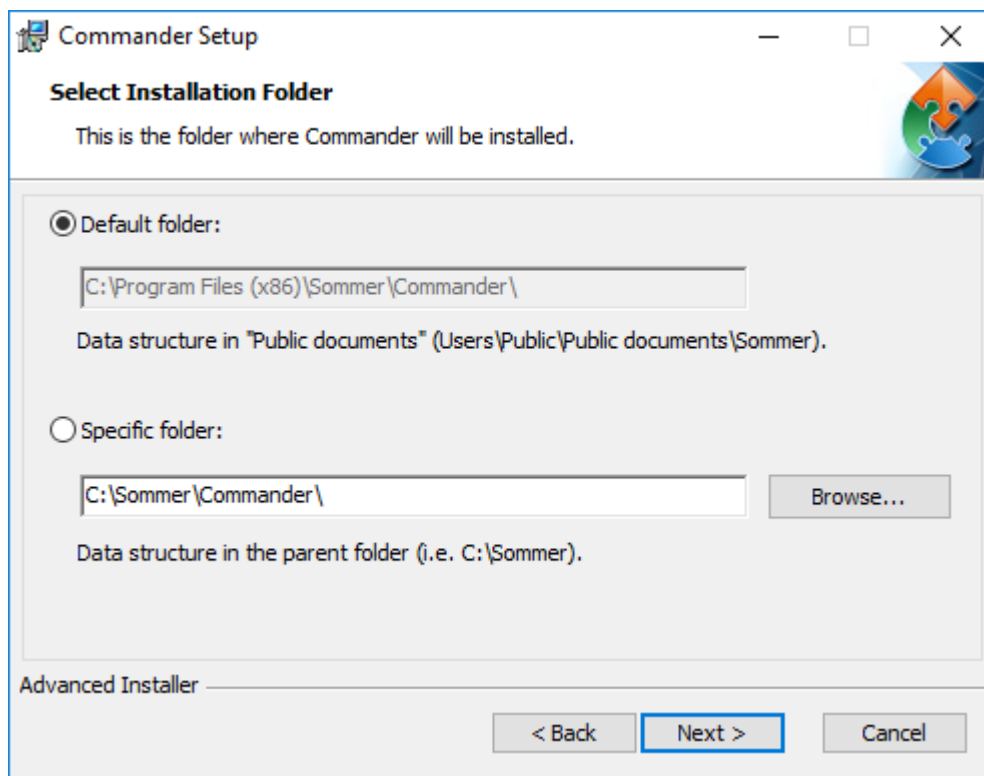 Commander Setup
Select Installation Folder
This is the folder where Commander will be installed.
Default folder:
C:\Program Files (x86)\Sommer\Commander\
Data structure in "Public documents" (Users\Public\Public documents\Sommer).
Specific folder:
C:\Sommer\Commander\
Browse...
Data structure in the parent folder (i.e. C:\Sommer).
Advanced Installer
< Back Next > Cancel